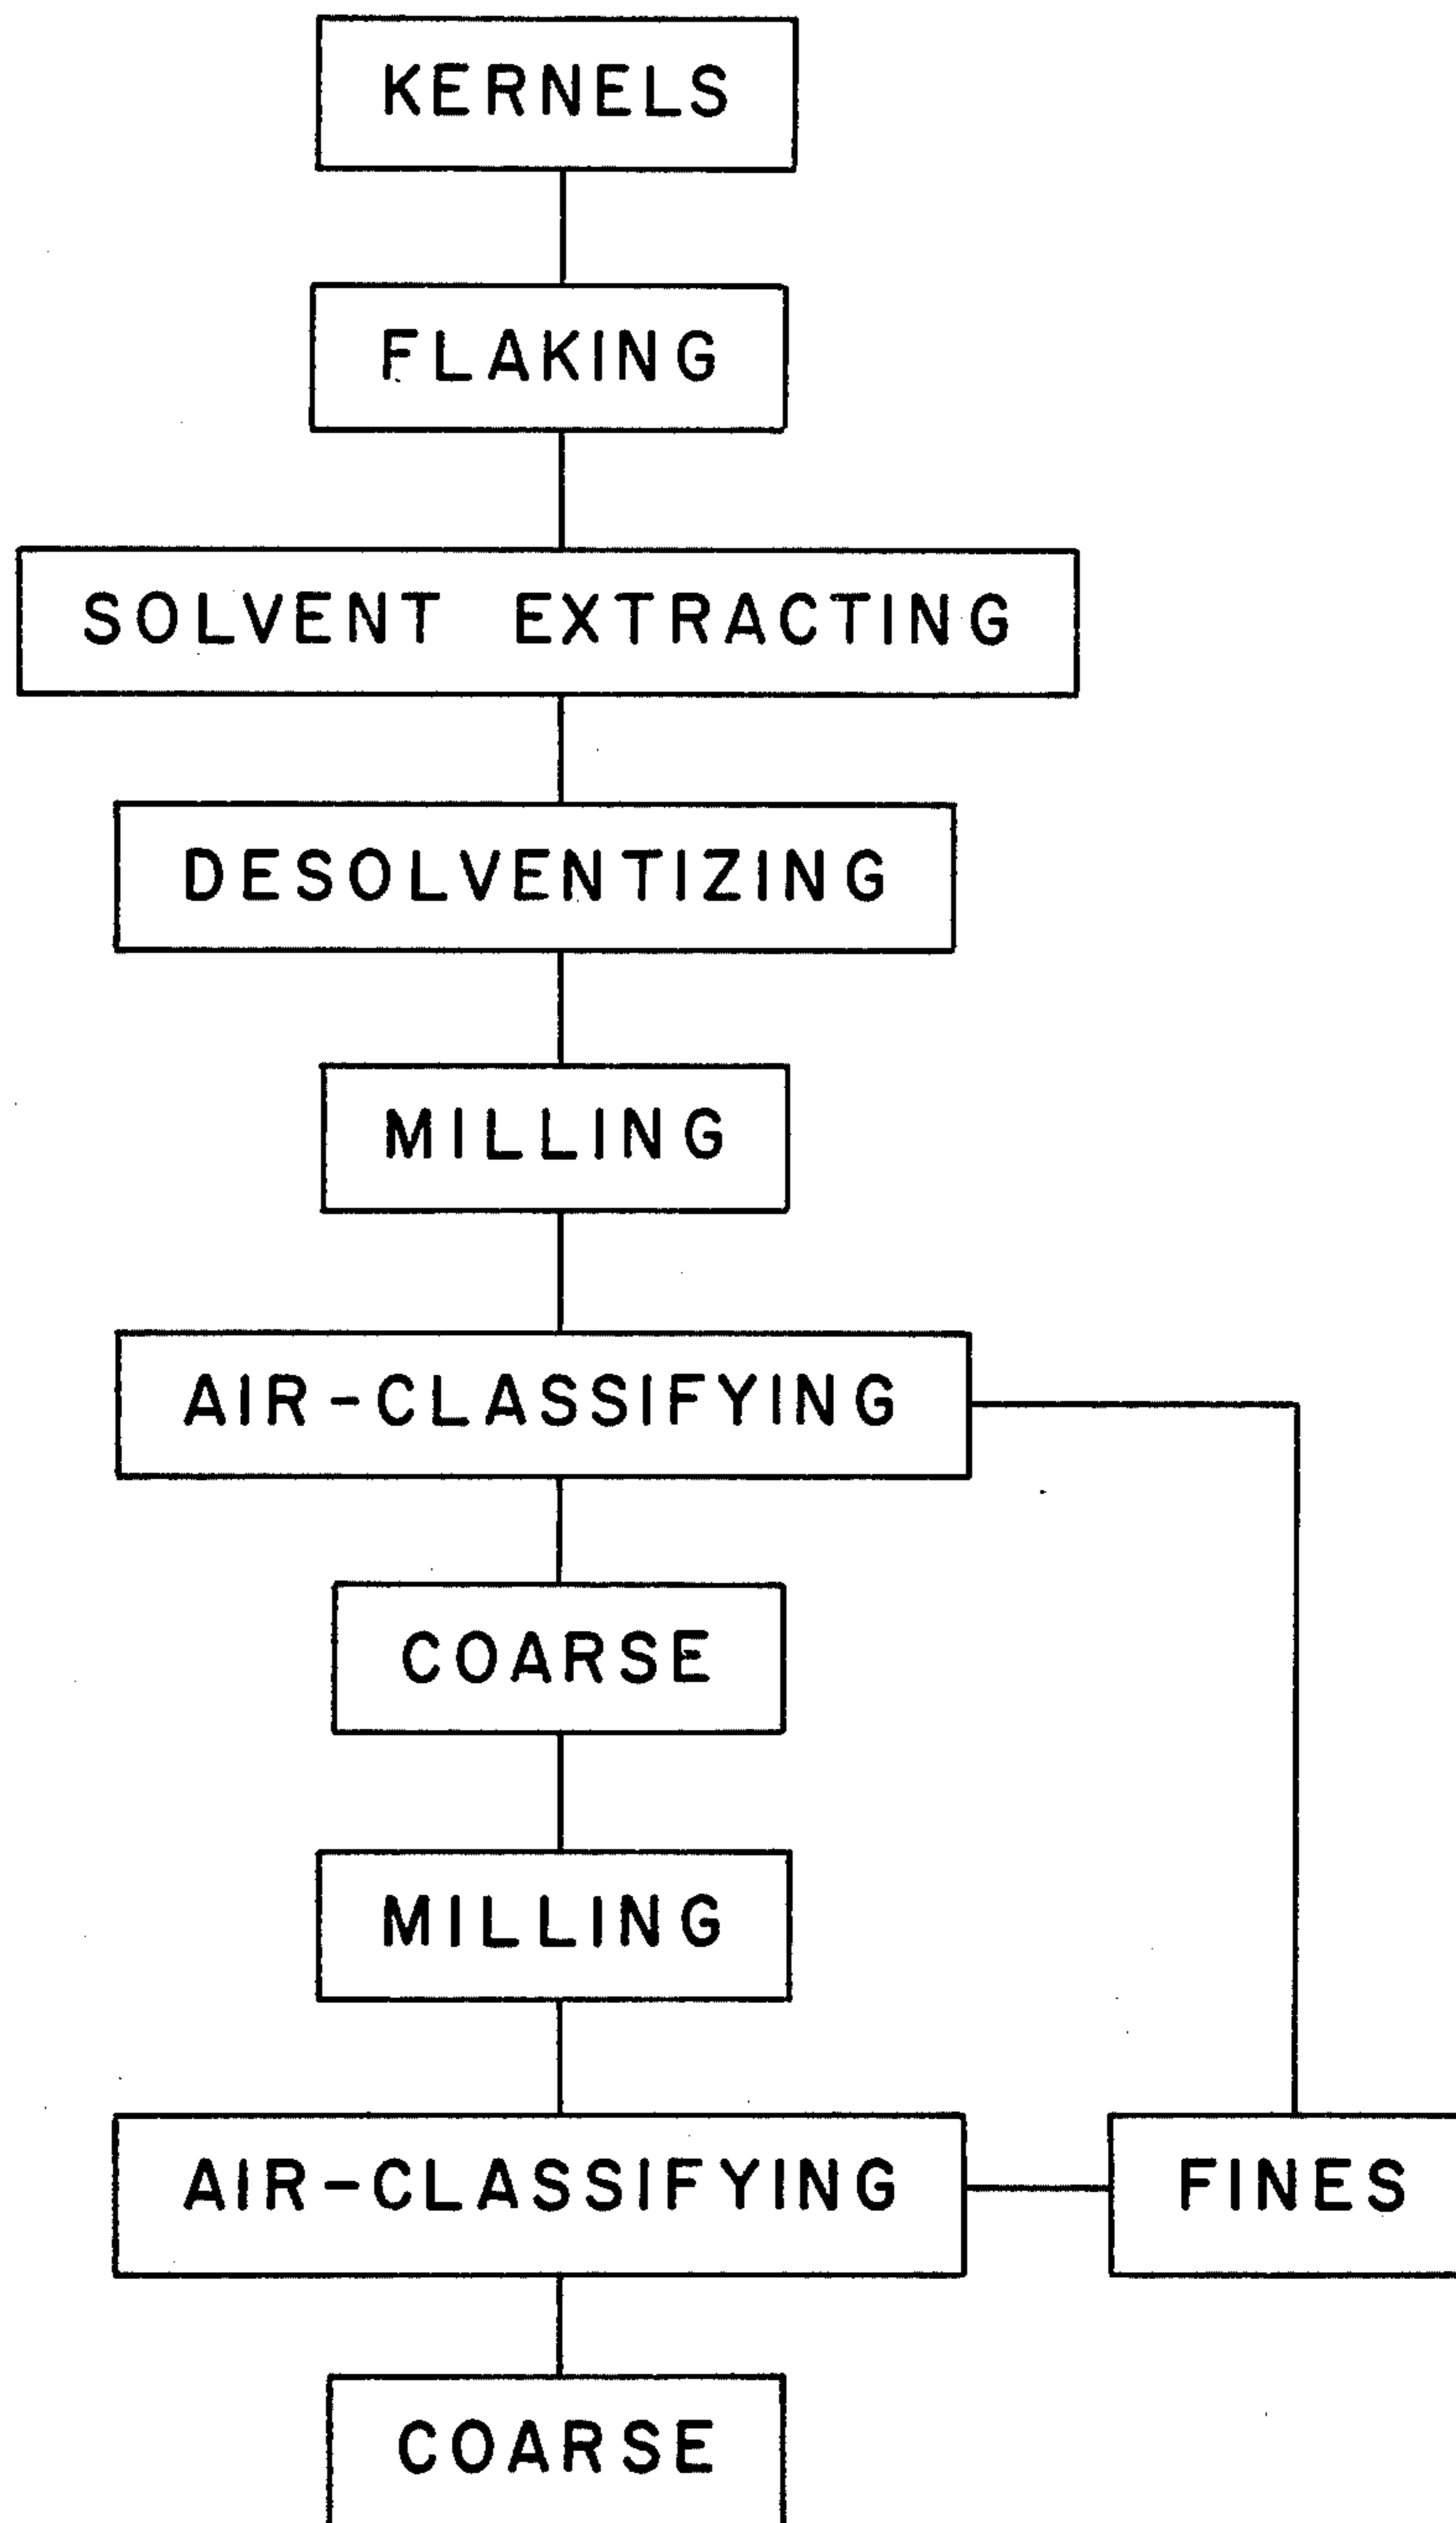 KERNELS
FLAKING
SOLVENT EXTRACTING
DESOLVENTIZING
MILLING
AIR-CLASSIFYING
COARSE
MILLING
AIR-CLASSIFYING
FINES
COARSE